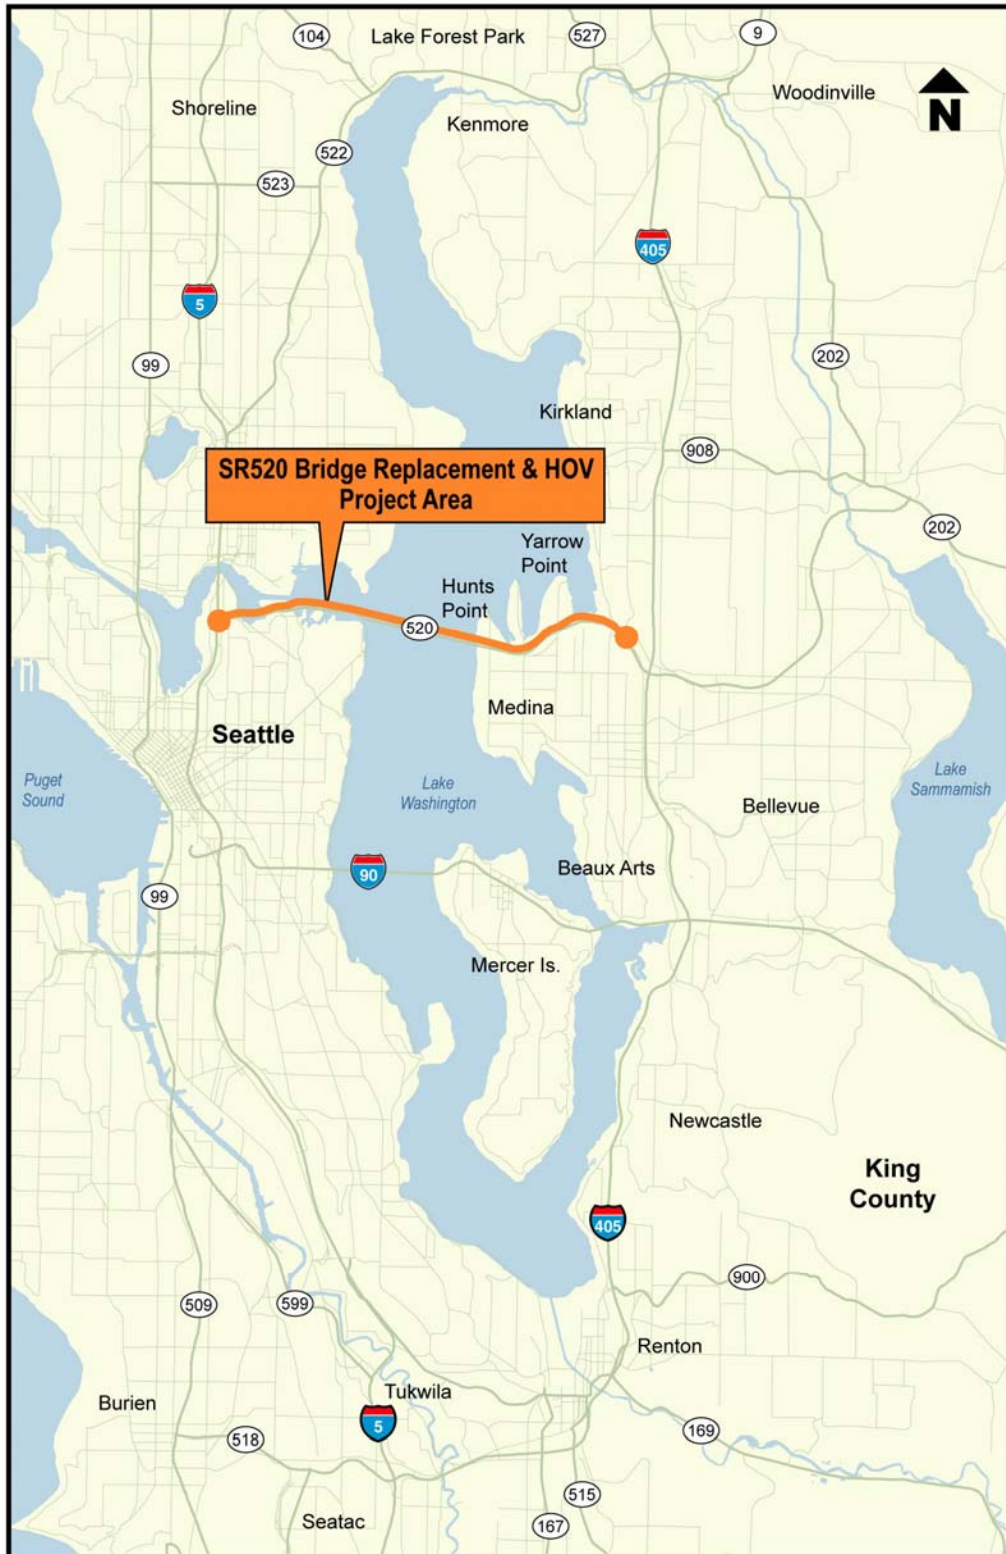 104
Lake Forest Park
527
9
Woodinville
N
Shoreline
Kenmore
522
523
405
5
99
202
Kirkland
908
SR520 Bridge Replacement & HOV
Project Area
202
Yarrow
Point
Hunts
Point
520
Medina
Seattle
Puget
Sound
Lake
Washington
Lake
Sammamish
Bellevue
90
Beaux Arts
99
Mercer Is.
Newcastle
King
County
405
900
509
599
Renton
Tukwila
Burien
5
518
169
515
Seatac
167